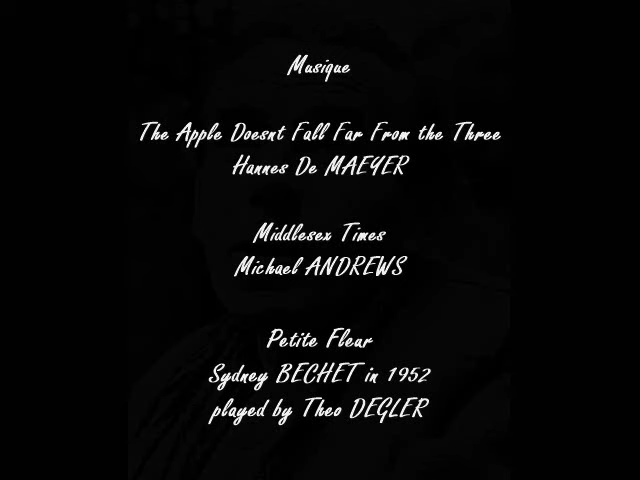 Musique
The Apple Doesnt Fall Far From the Three
Hannes De MAEYER
Middlesex Times
Michael ANDREWS
Petite Fleur
Sydney BECHET in 1952
played by Theo DEGLER